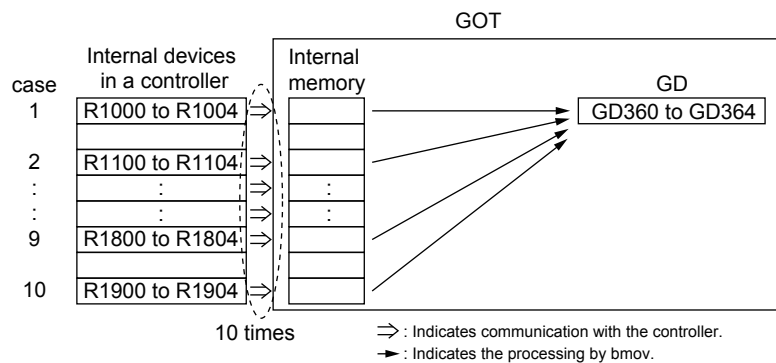 GOT
Internal devices
in a controller
Internal
memory
case
GD
1
R1000 to R1004
GD360 to GD364
2
R1100 to R1104
:
:
:
:
:
:
9
R1800 to R1804
10
R1900 to R1904
10 times
⇒ : Indicates communication with the controller.
→ : Indicates the processing by bmov.